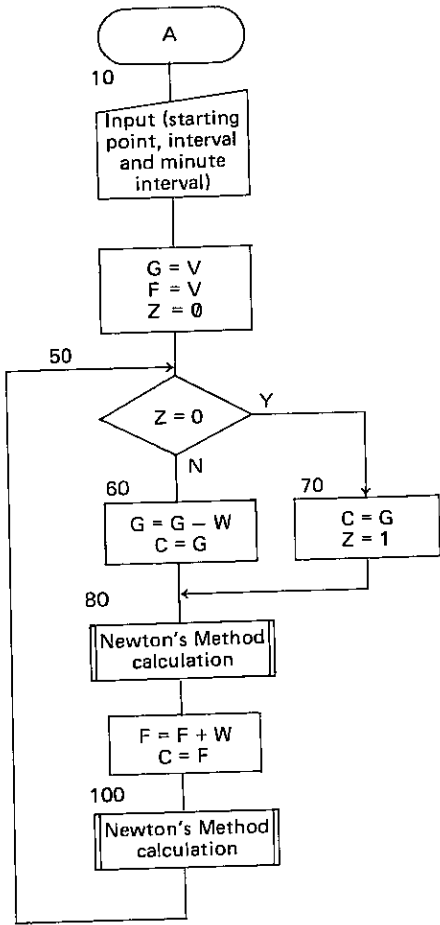 A
10
Input (starting
point, interval
and minute
interval)
G = V
F = V
Z = 0
50
Z = 0
Y
N
60
G = G – W
C = G
70
C = G
Z = 1
80
Newton's Method
calculation
F = F + W
C = F
100
Newton's Method
calculation